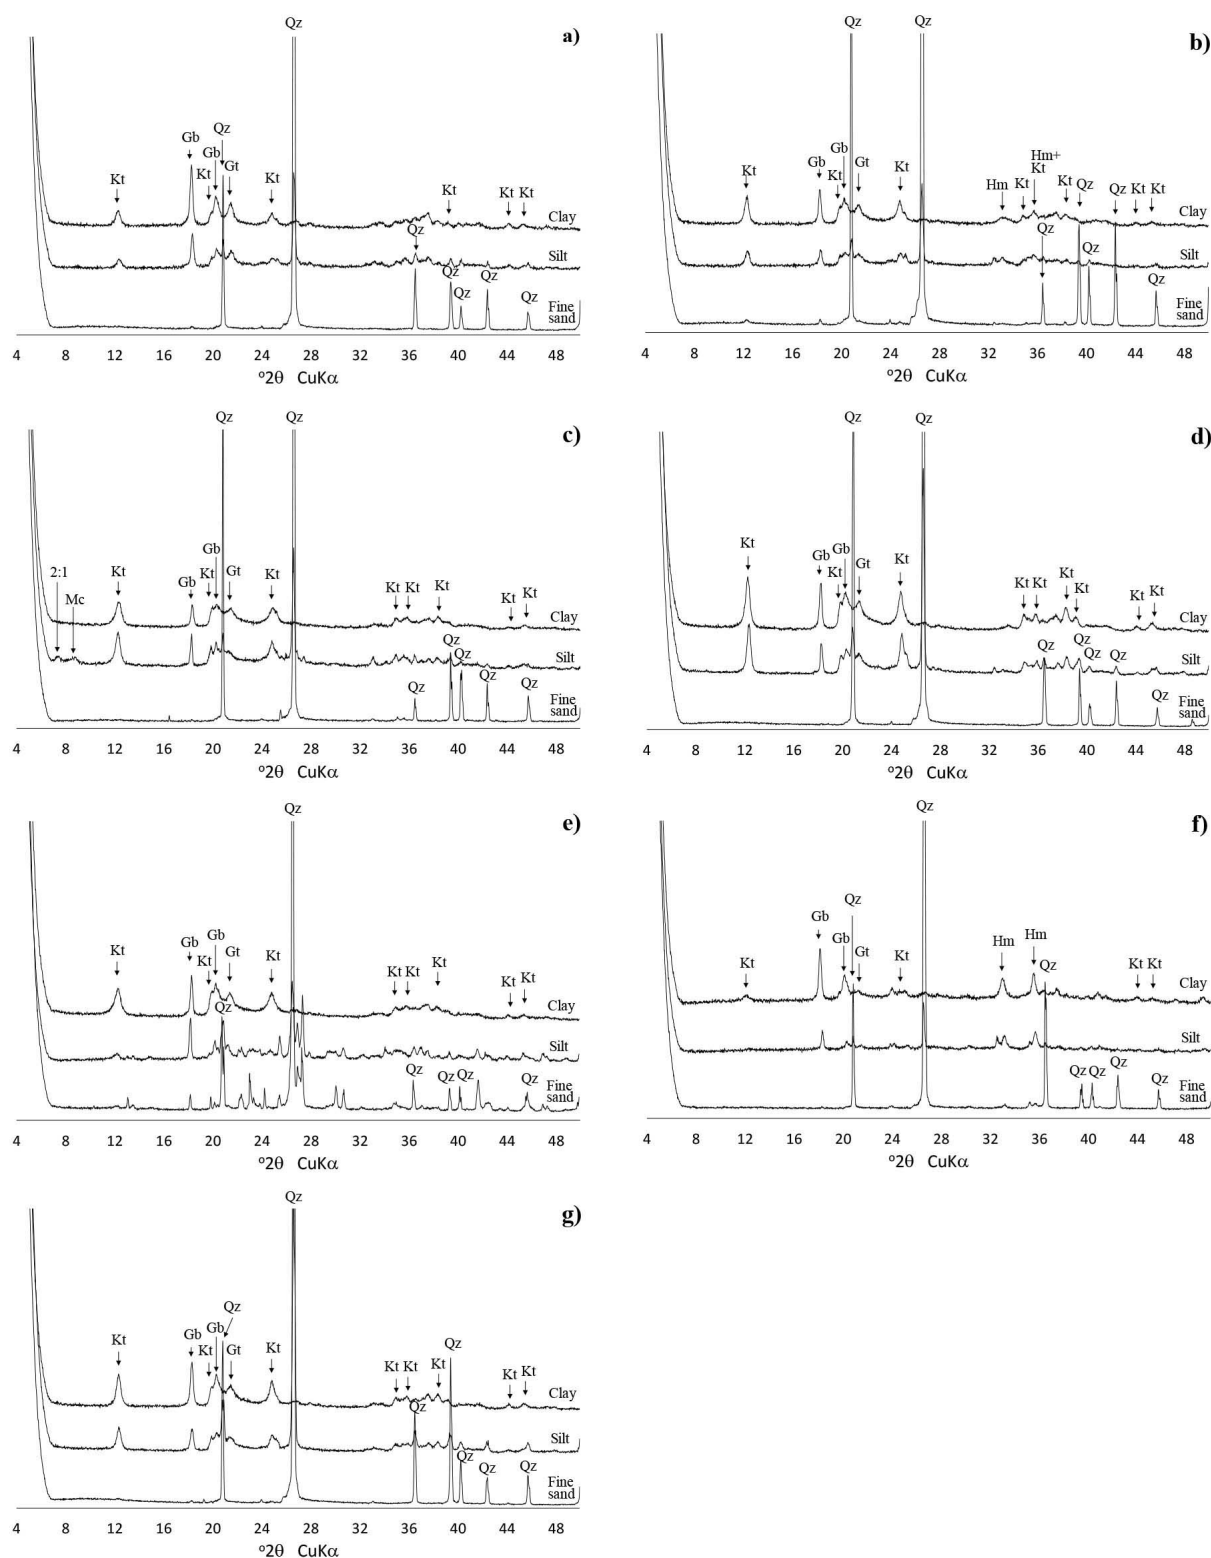 Qz
a)
Gb
Qz
Gb
Kt
Kt
Gt
Kt
Kt
Kt
Kt
Clay
Qz
Silt
Qz
Qz
Qz
Qz
Fine
sand
4 8 12 16 20 24 28 32 36 40 44 48
º2θ CuKα
Qz
Qz
b)
Kt
Gb
Gb
Kt
Gt
Kt
Hm
Kt
Hm+
Kt
Kt
Qz
Qz
Kt
Kt
Clay
Qz
Qz
Silt
Qz
Fine
sand
4 8 12 16 20 24 28 32 36 40 44 48
º2θ CuKα
Qz
Qz
c)
2:1
Mc
Kt
Gb
Kt
Gb
Gt
Kt
Kt
Kt
Kt
Kt
Kt
Clay
Qz
Silt
Qz
Qz
Qz
Qz
Fine
sand
4 8 12 16 20 24 28 32 36 40 44 48
º2θ CuKα
Qz
Qz
d)
Kt
Gb
Gb
Kt
Gt
Kt
Kt
Kt
Kt
Kt
Kt
Kt
Clay
Qz
Qz
Silt
Qz
Qz
Fine
sand
4 8 12 16 20 24 28 32 36 40 44 48
º2θ CuKα
Qz
e)
Kt
Gb
Gb
Kt
Gt
Kt
Kt
Kt
Kt
Kt
Kt
Clay
Qz
Silt
Qz
Qz
Qz
Qz
Fine
sand
4 8 12 16 20 24 28 32 36 40 44 48
º2θ CuKα
Qz
f)
Kt
Gb
Gb
Qz
Gt
Kt
Hm
Hm
Qz
Kt
Kt
Clay
Silt
Qz
Qz
Qz
Qz
Fine
sand
4 8 12 16 20 24 28 32 36 40 44 48
º2θ CuKα
Qz
g)
Kt
Gb
Kt
Gb
Qz
Gt
Kt
Kt
Kt
Kt
Qz
Kt
Kt
Clay
Qz
Silt
Qz
Qz
Qz
Fine
sand
4 8 12 16 20 24 28 32 36 40 44 48
º2θ CuKα